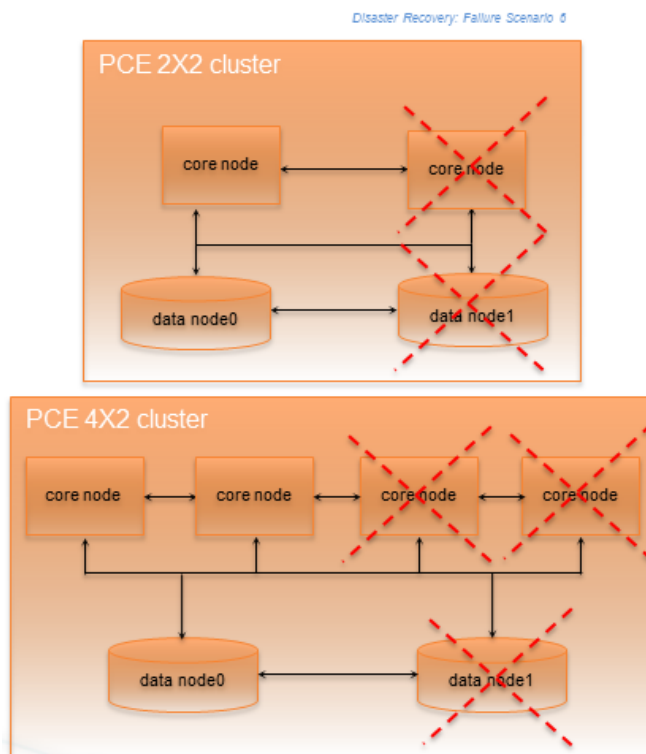 Disaster Recovery: Failure Scenario 6
PCE 2X2 cluster
core node
core node
data node0
data node1
PCE 4X2 cluster
core node
core node
core node
core node
data node0
data node1